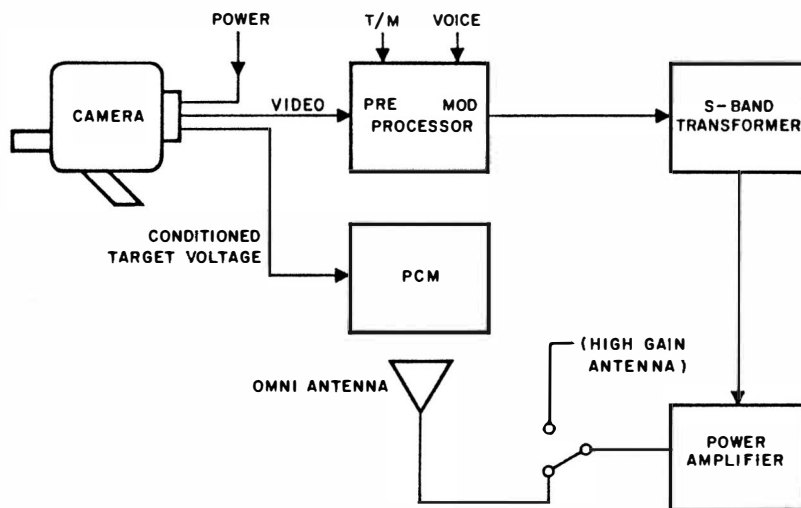 POWER
T/M
VOICE
CAMERA
VIDEO
PRE MOD
PROCESSOR
S-BAND
TRANSFORMER
CONDITIONED
TARGET VOLTAGE
PCM
(HIGH GAIN
ANTENNA)
OMNI ANTENNA
POWER
AMPLIFIER